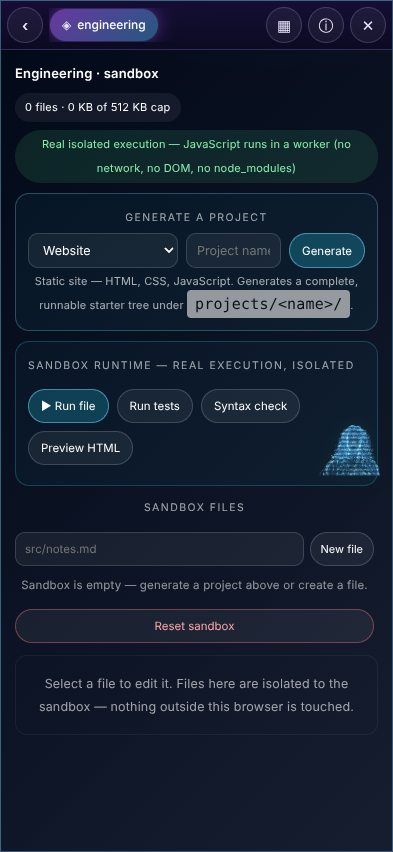 ‹ ◈ engineering ▦ ⓘ ✕
Engineering · sandbox
0 files · 0 KB of 512 KB cap
Real isolated execution — JavaScript runs in a worker (no
network, no DOM, no node_modules)
GENERATE A PROJECT
Website Project name Generate
Static site — HTML, CSS, JavaScript. Generates a complete,
runnable starter tree under projects/<name>/ .
SANDBOX RUNTIME — REAL EXECUTION, ISOLATED
▶ Run file Run tests Syntax check
Preview HTML
SANDBOX FILES
src/notes.md New file
Sandbox is empty — generate a project above or create a file.
Reset sandbox
Select a file to edit it. Files here are isolated to the
sandbox — nothing outside this browser is touched.